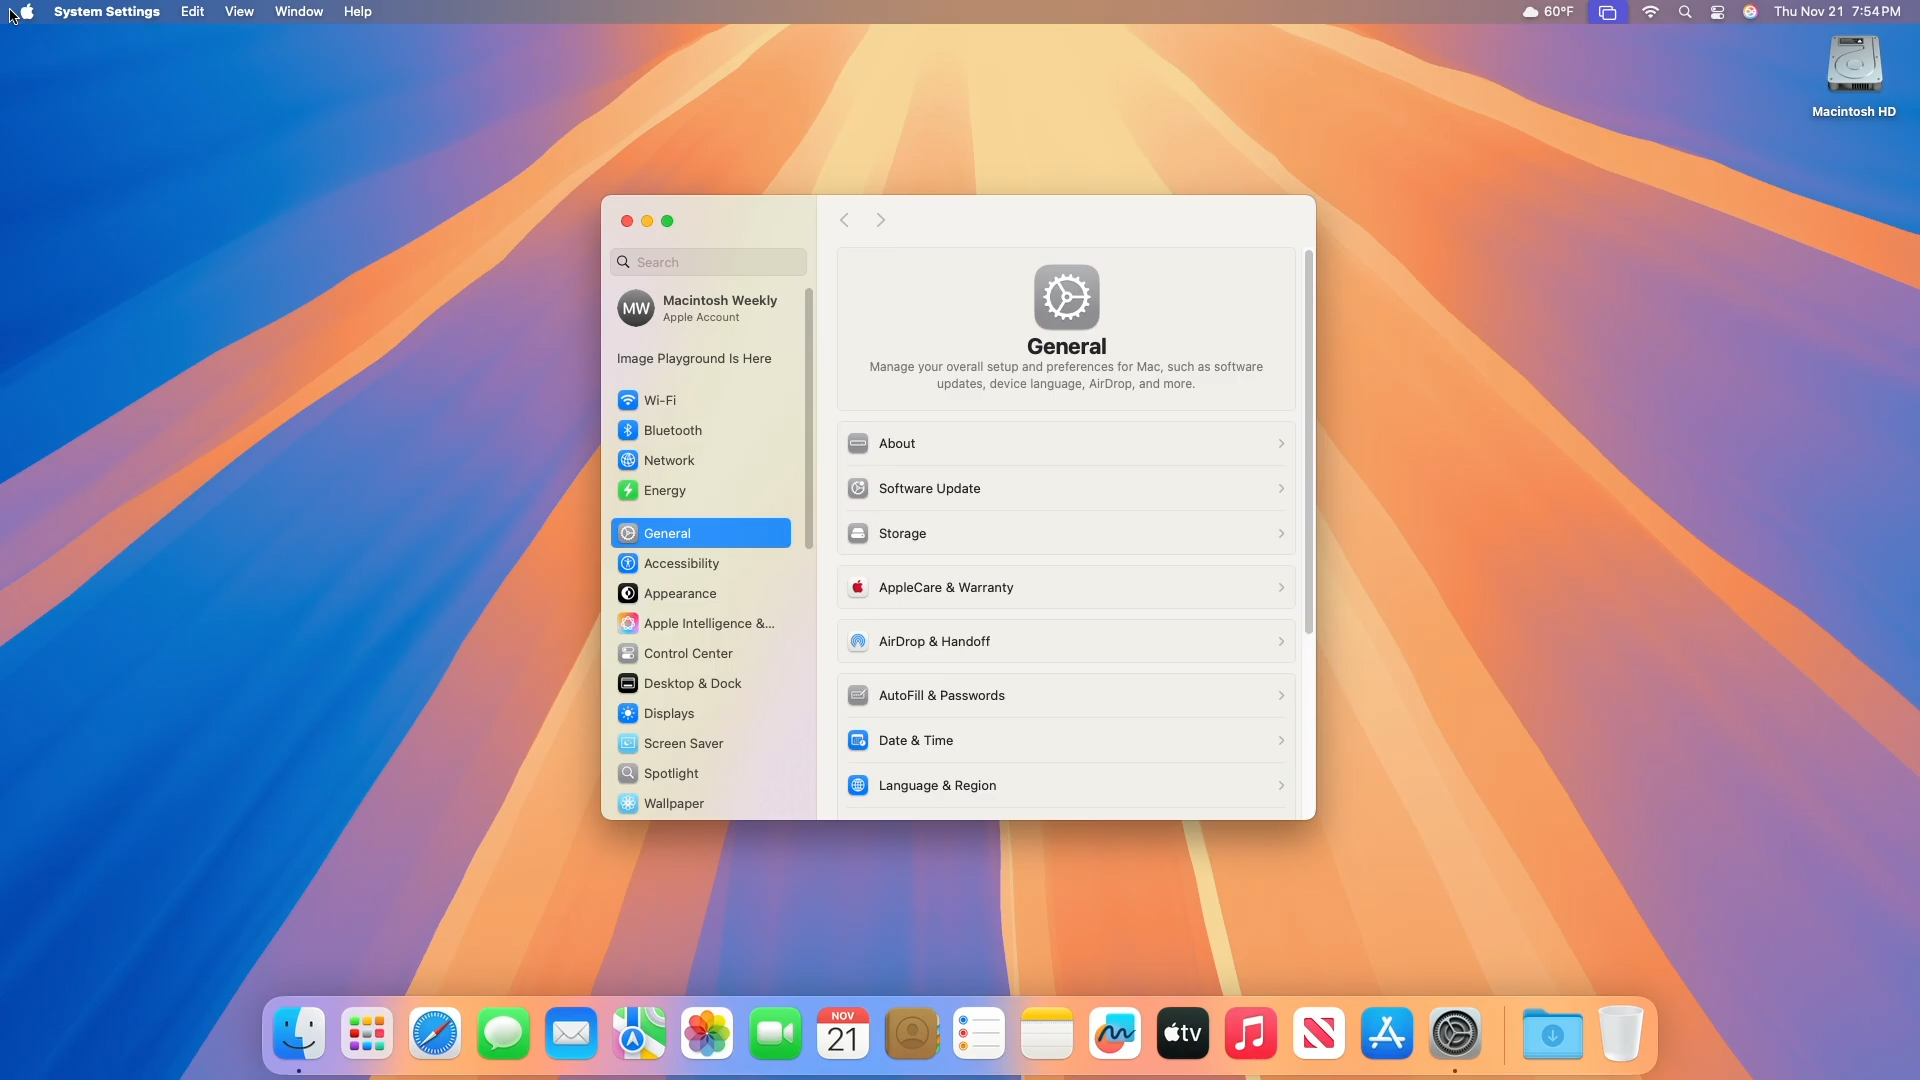 System Settings Edit View Window Help
60°F Thu Nov 21 7:54 PM
Macintosh HD
Search
MW
Macintosh Weekly
Apple Account
Image Playground Is Here
Wi-Fi
Bluetooth
Network
Energy
General
Accessibility
Appearance
Apple Intelligence &...
Control Center
Desktop & Dock
Displays
Screen Saver
Spotlight
Wallpaper
General
Manage your overall setup and preferences for Mac, such as software
updates, device language, AirDrop, and more.
About
Software Update
Storage
AppleCare & Warranty
AirDrop & Handoff
AutoFill & Passwords
Date & Time
Language & Region
NOV
21
tv